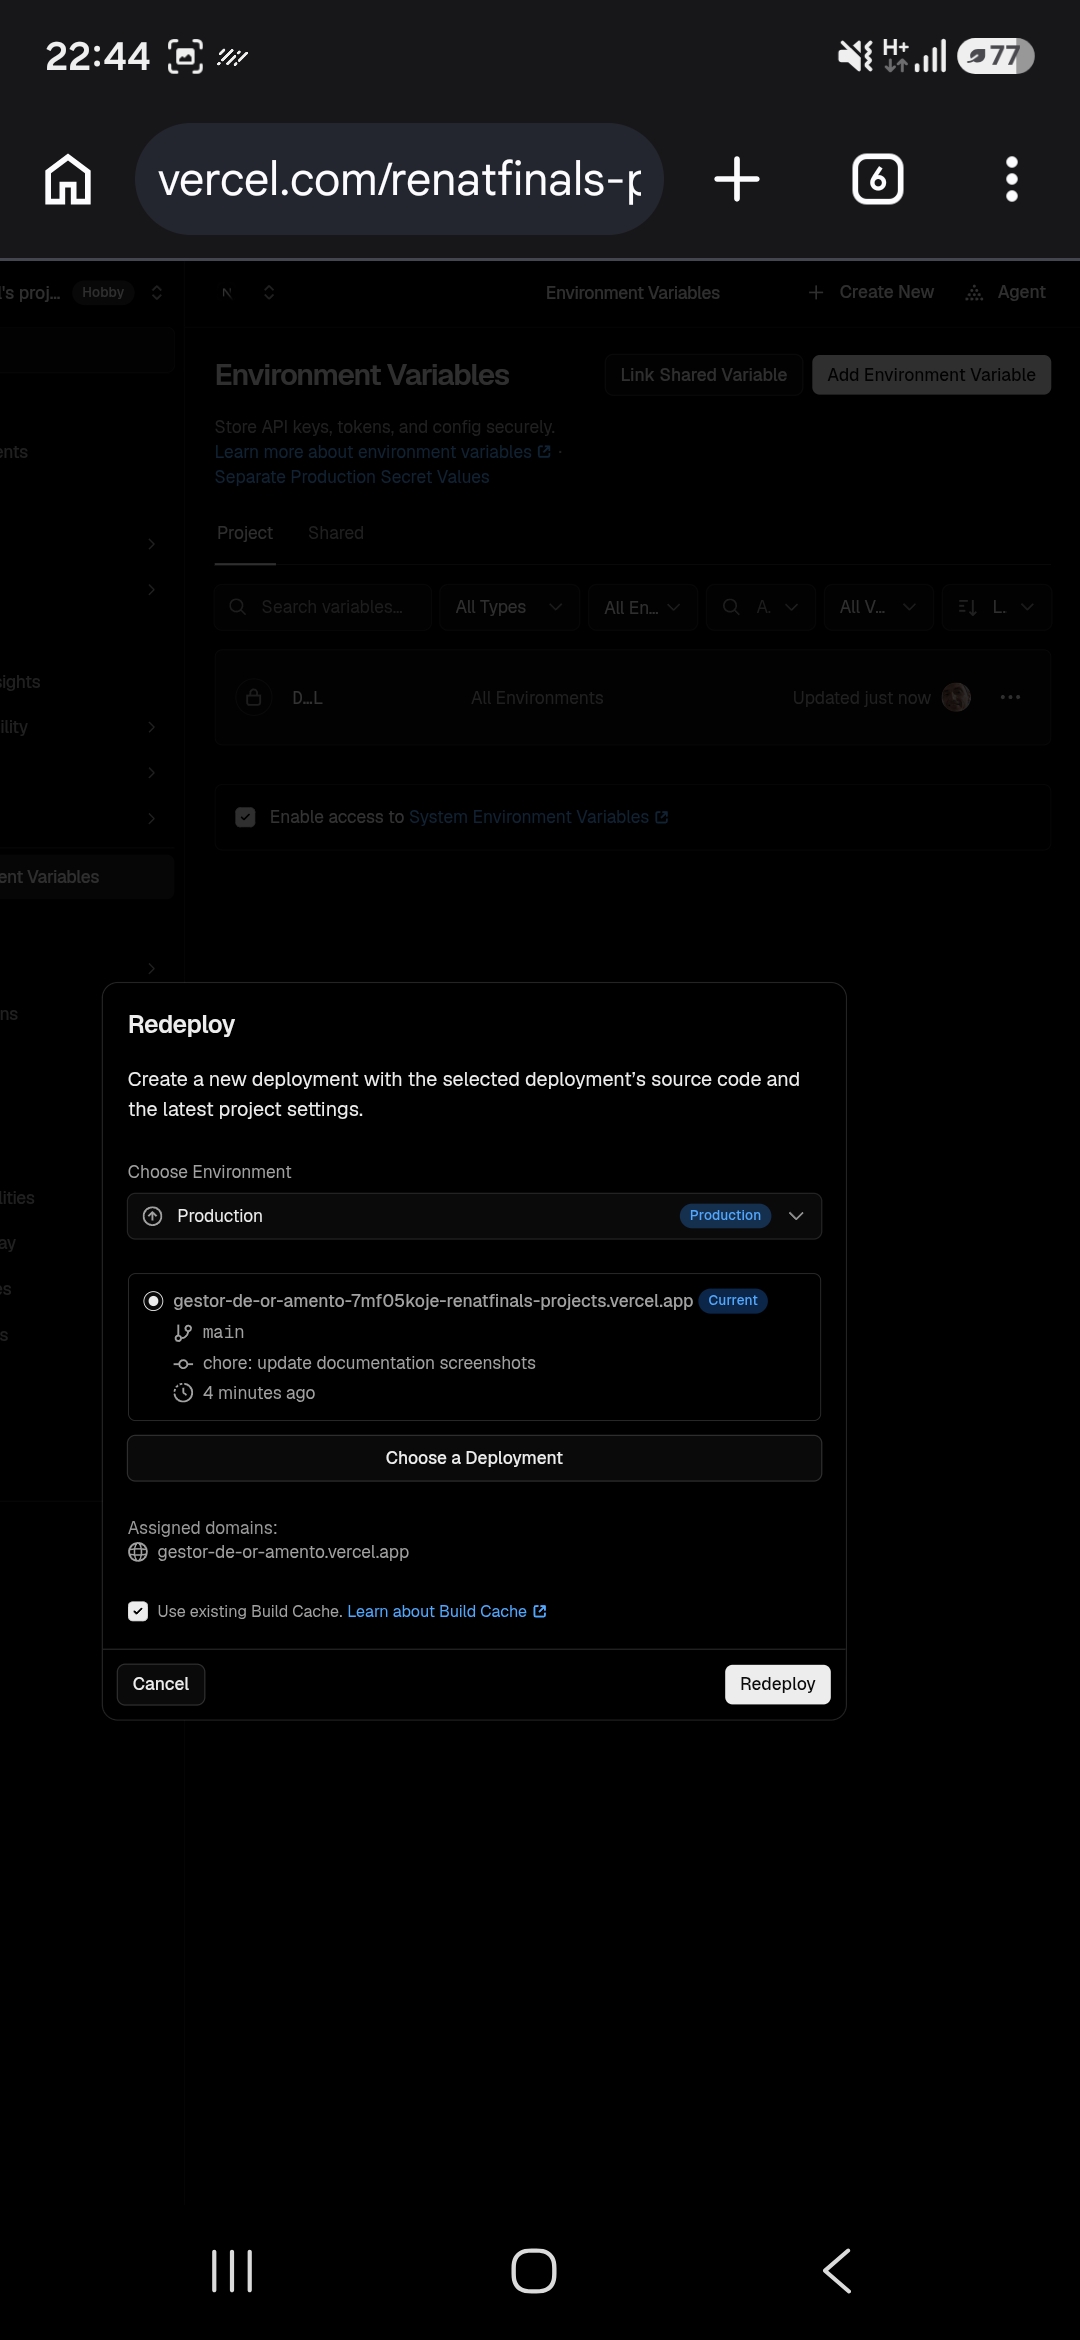 22:44
H+
77
vercel.com/renatfinals-p
6
l's proj...
Hobby
Environment Variables
Create New
Agent
Environment Variables
Link Shared Variable
Add Environment Variable
Store API keys, tokens, and config securely.
Learn more about environment variables ·
Separate Production Secret Values
ents
Project
Shared
Search variables...
All Types
All En...
A.
All V...
L.
ights
D...L
All Environments
Updated just now
ility
Enable access to System Environment Variables
ent Variables
ns
Redeploy
Create a new deployment with the selected deployment's source code and
the latest project settings.
Choose Environment
lities
Production
Production
ay
es
gestor-de-or-amento-7mf05koje-renatfinals-projects.vercel.app
Current
s
main
chore: update documentation screenshots
4 minutes ago
Choose a Deployment
Assigned domains:
gestor-de-or-amento.vercel.app
Use existing Build Cache. Learn about Build Cache
Cancel
Redeploy